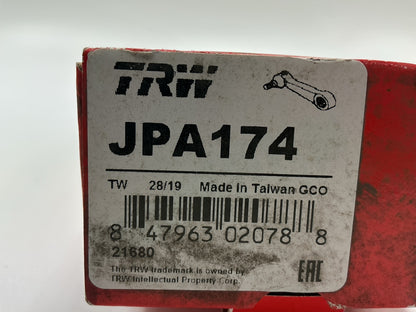 TRW
JPA174
TW 28/19 Made in Taiwan GCO
8 47963 02078 8
21680
The TRW trademark is owned by
TRW Intellectual Property Corp.
EAC